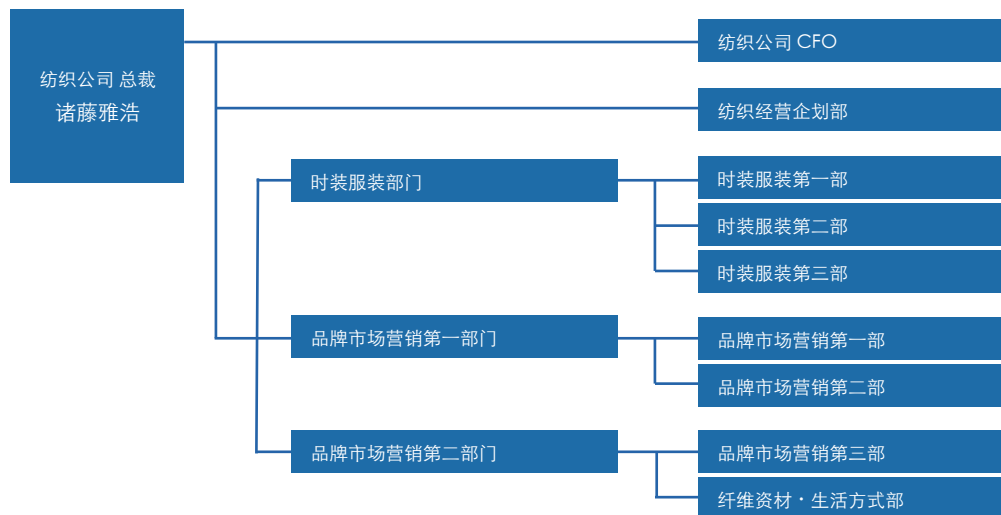 纺织公司 总裁
诸藤雅浩
纺织公司 CFO
纺织经营企划部
时装服装部门
时装服装第一部
时装服装第二部
时装服装第三部
品牌市场营销第一部门
品牌市场营销第一部
品牌市场营销第二部
品牌市场营销第二部门
品牌市场营销第三部
纤维资材・生活方式部